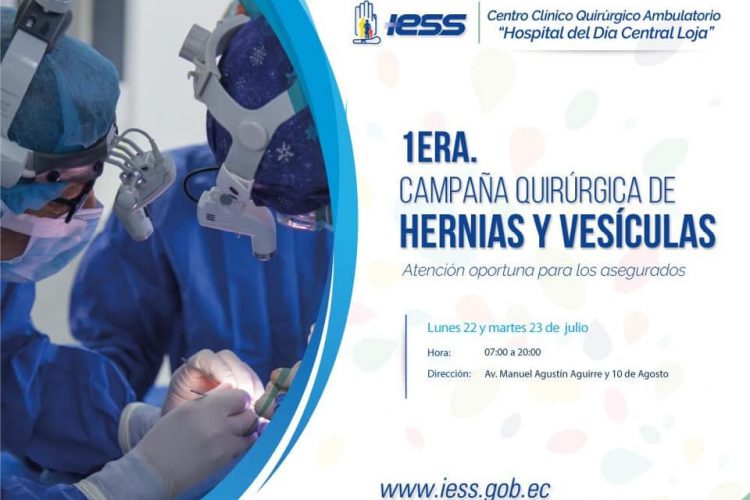 IESS
Centro Clínico Quirúrgico Ambulatorio
“Hospital del Día Central Loja”
1ERA.
CAMPAÑA QUIRÚRGICA DE
HERNIAS Y VESÍCULAS
Atención oportuna para los asegurados
Lunes 22 y martes 23 de julio
Hora: 07:00 a 20:00
Dirección: Av. Manuel Agustín Aguirre y 10 de Agosto
www.iess.gob.ec